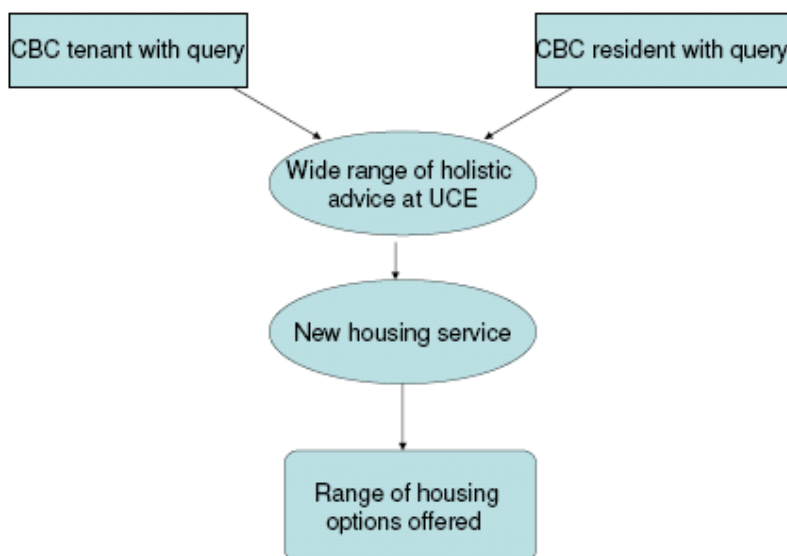 CBC tenant with query
CBC resident with query
Wide range of holistic
advice at UCE
New housing service
Range of housing
options offered